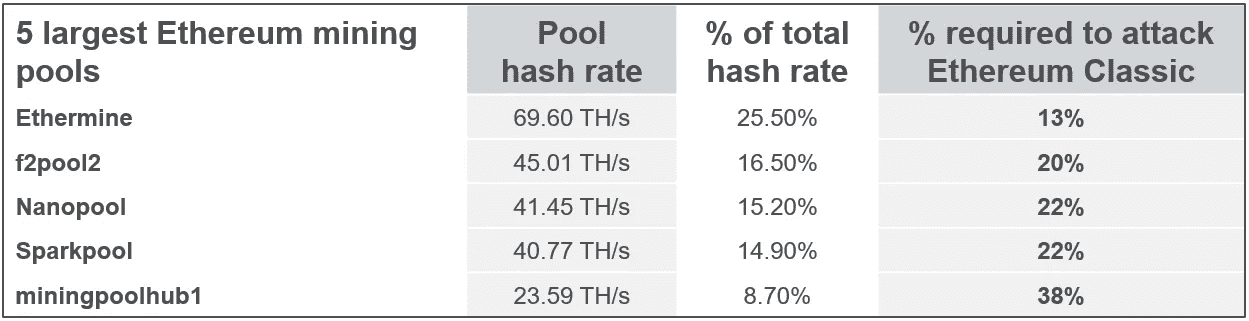 5 largest Ethereum mining pools | Pool hash rate | % of total hash rate | % required to attack Ethereum Classic
Ethermine | 69.60 TH/s | 25.50% | 13%
f2pool2 | 45.01 TH/s | 16.50% | 20%
Nanopool | 41.45 TH/s | 15.20% | 22%
Sparkpool | 40.77 TH/s | 14.90% | 22%
miningpoolhub1 | 23.59 TH/s | 8.70% | 38%